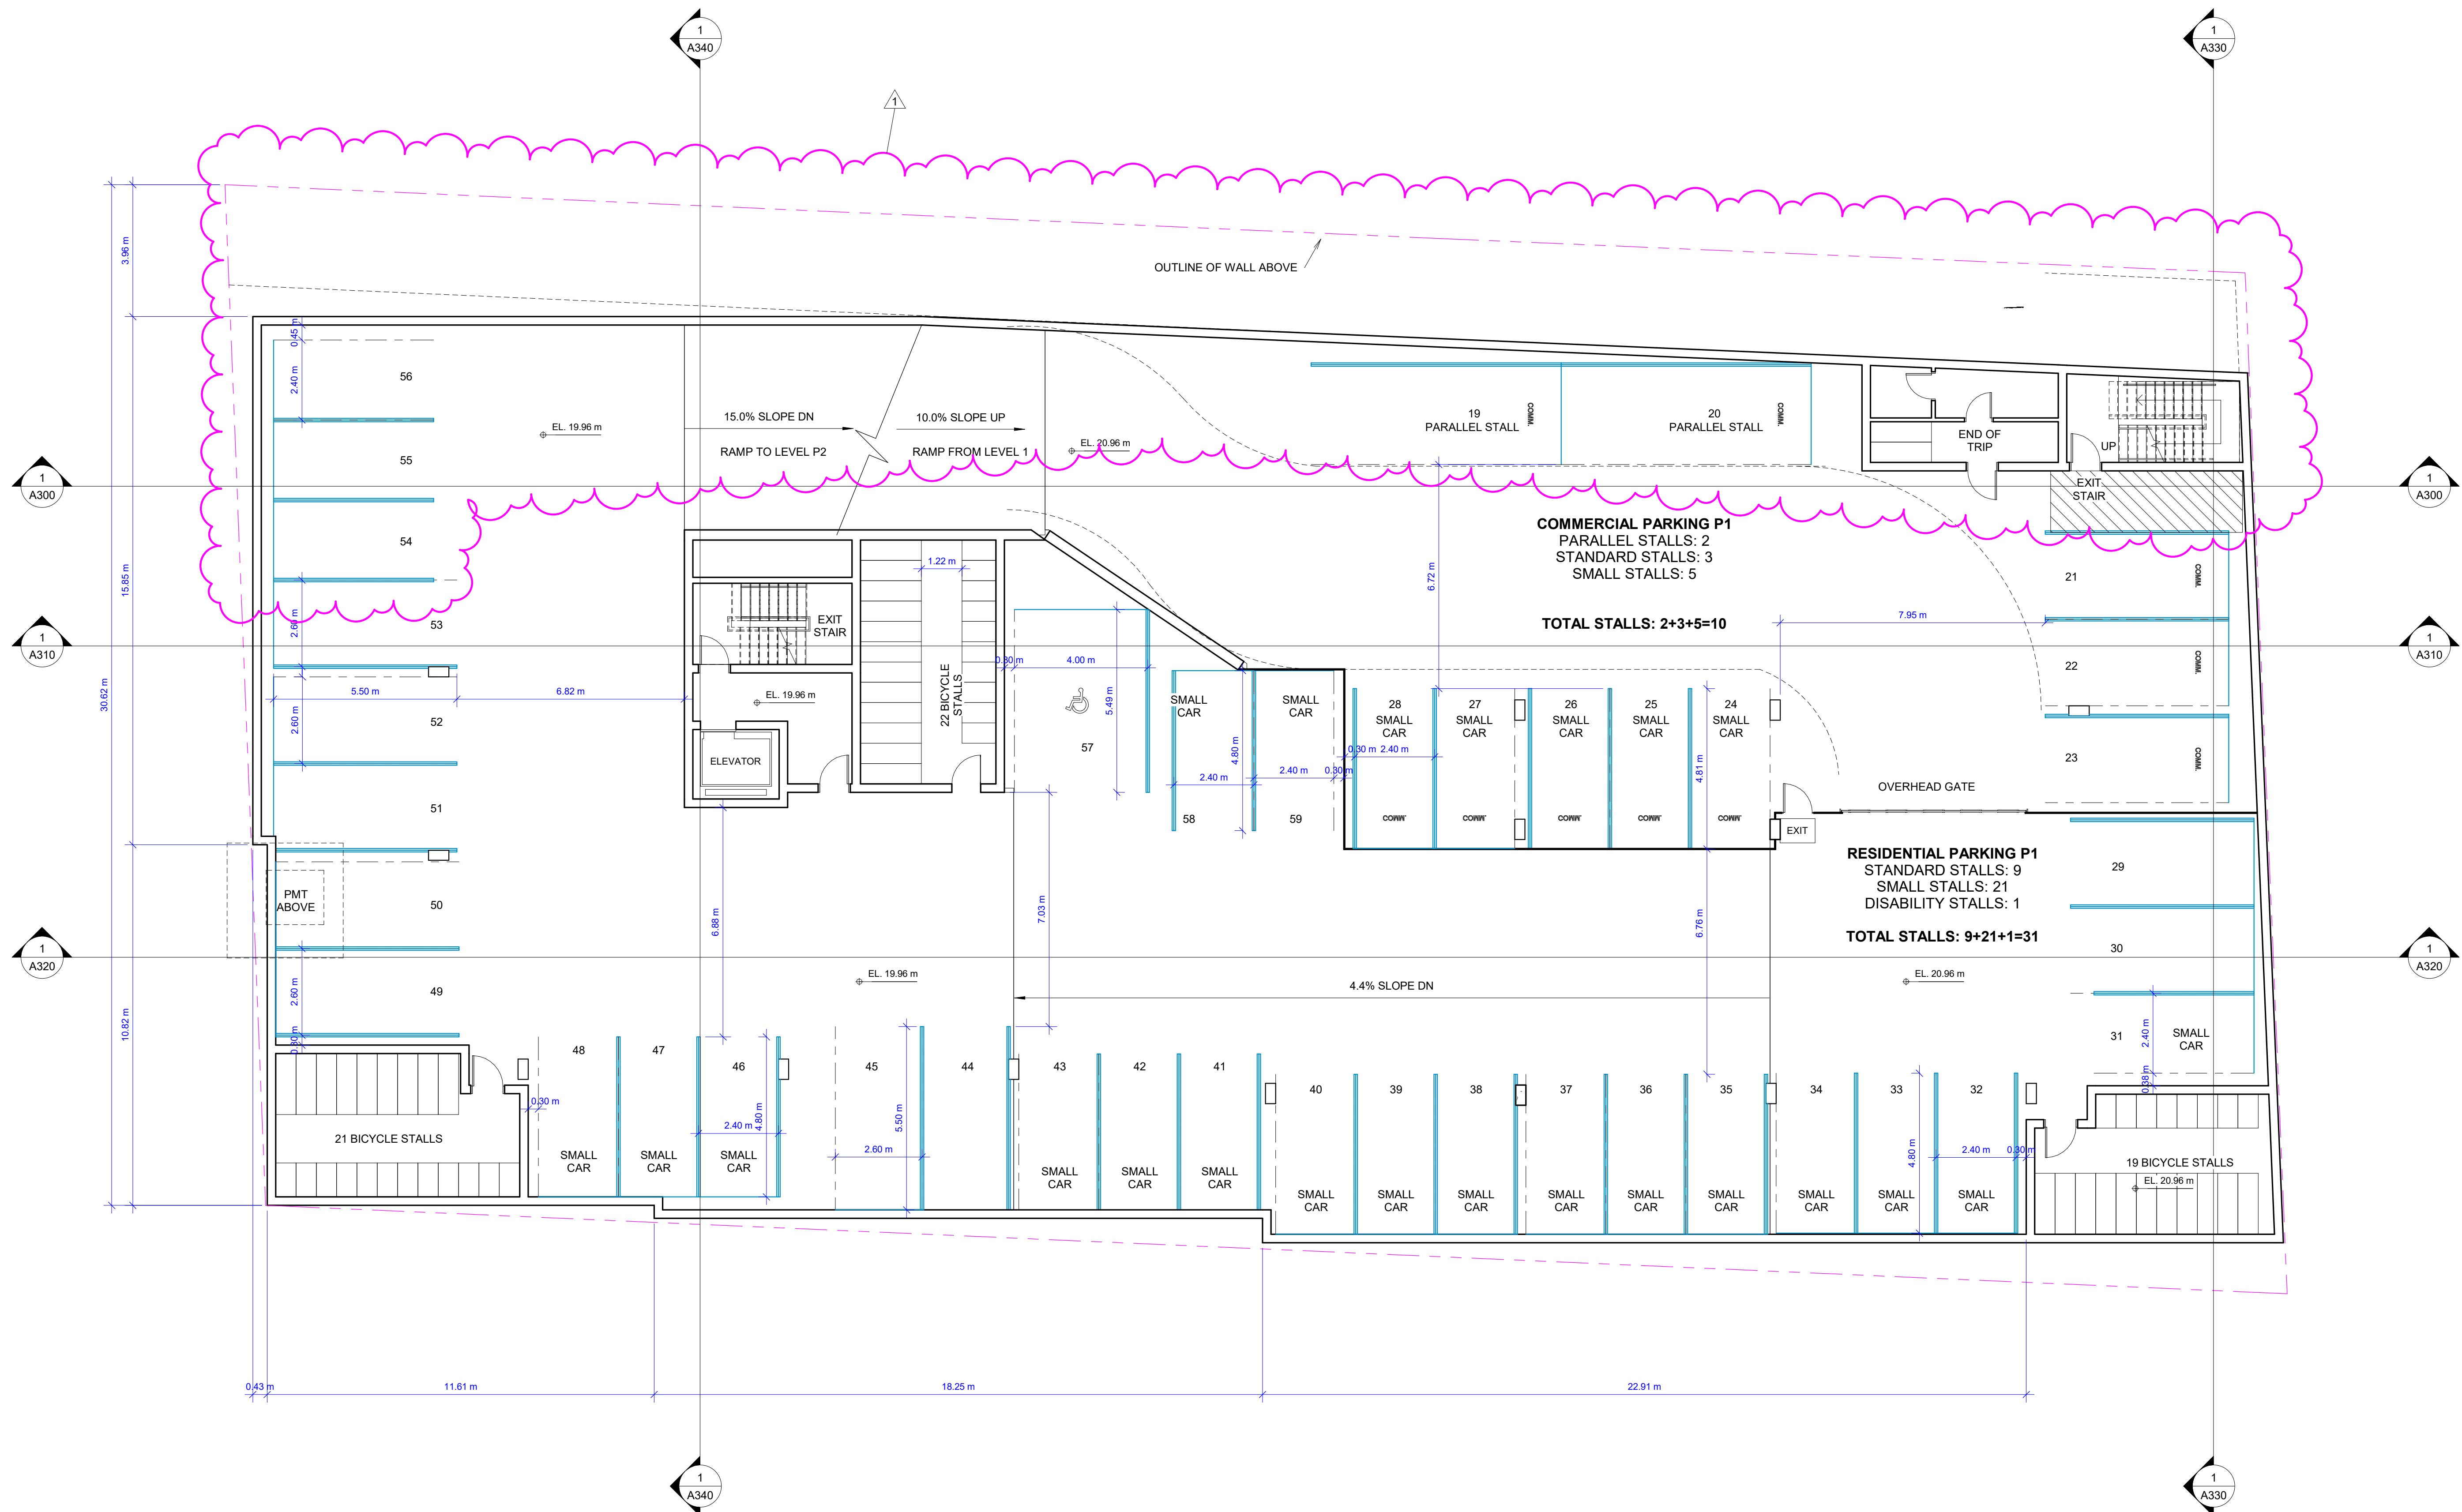 1
A340
1
A330
1
3.96 m
OUTLINE OF WALL ABOVE
0.45 m
2.40 m
56
EL. 19.96 m
15.0% SLOPE DN
RAMP TO LEVEL P2
10.0% SLOPE UP
RAMP FROM LEVEL 1
EL. 20.96 m
19
PARALLEL STALL
COMM.
20
PARALLEL STALL
COMM.
END OF
TRIP
UP
EXIT
STAIR
55
1
A300
1
A300
54
COMMERCIAL PARKING P1
PARALLEL STALLS: 2
STANDARD STALLS: 3
SMALL STALLS: 5
TOTAL STALLS: 2+3+5=10
1.22 m
6.72 m
21
COMM.
15.85 m
2.60 m
53
EXIT
STAIR
7.95 m
1
A310
1
A310
30.62 m
5.50 m
6.82 m
EL. 19.96 m
22 BICYCLE
STALLS
0.30 m
4.00 m
5.49 m
57
22
COMM.
2.60 m
52
ELEVATOR
SMALL
CAR
SMALL
CAR
28
SMALL
CAR
27
SMALL
CAR
26
SMALL
CAR
25
SMALL
CAR
24
SMALL
CAR
0.30 m
2.40 m
4.80 m
2.40 m
2.40 m
0.30 m
4.81 m
23
COMM.
51
58
59
COMM.
COMM.
COMM.
COMM.
COMM.
OVERHEAD GATE
EXIT
PMT
ABOVE
50
6.88 m
7.03 m
6.76 m
RESIDENTIAL PARKING P1
STANDARD STALLS: 9
SMALL STALLS: 21
DISABILITY STALLS: 1
TOTAL STALLS: 9+21+1=31
29
30
1
A320
1
A320
49
2.60 m
0.30 m
10.82 m
EL. 19.96 m
4.4% SLOPE DN
EL. 20.96 m
31
SMALL
CAR
2.40 m
0.38 m
48
47
46
45
44
43
42
41
40
39
38
37
36
35
34
33
32
0.30 m
2.40 m
4.80 m
2.60 m
5.50 m
4.80 m
2.40 m
0.30 m
21 BICYCLE STALLS
SMALL
CAR
SMALL
CAR
SMALL
CAR
SMALL
CAR
SMALL
CAR
SMALL
CAR
SMALL
CAR
SMALL
CAR
SMALL
CAR
SMALL
CAR
SMALL
CAR
SMALL
CAR
SMALL
CAR
SMALL
CAR
SMALL
CAR
19 BICYCLE STALLS
EL. 20.96 m
0.43 m
11.61 m
18.25 m
22.91 m
1
A340
1
A330